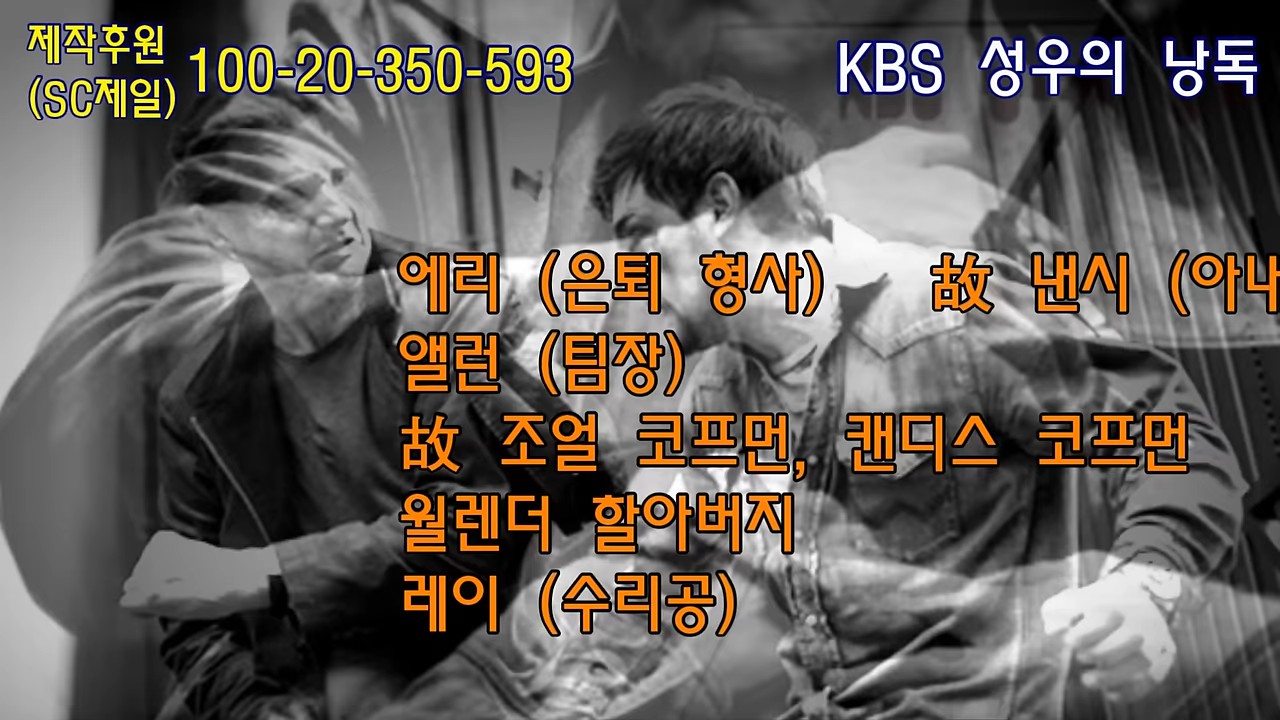 제작후원
(SC제일)
100-20-350-593
KBS 성우의 낭독
에리 (은퇴 형사) 故 낸시 (아내
앨런 (팀장)
故 조얼 코프먼, 캔디스 코프먼
월렌더 할아버지
레이 (수리공)